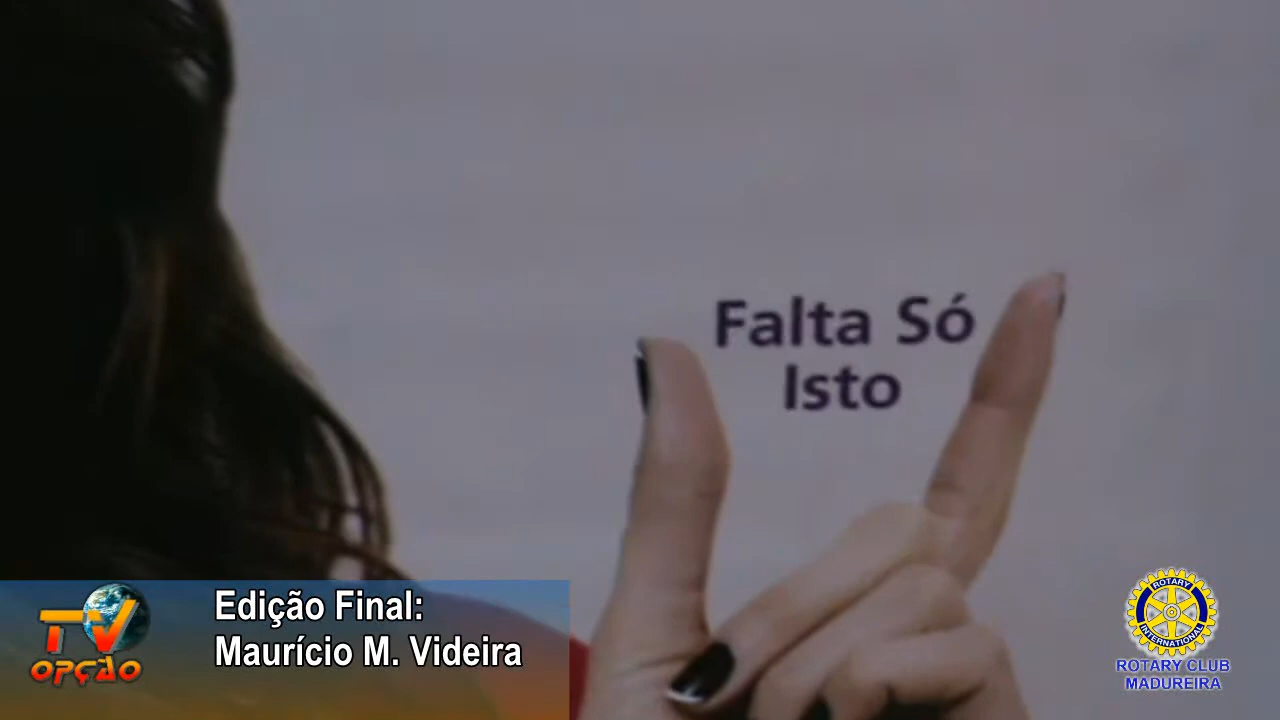 Falta Só
Isto
TV
OPÇÃO
Edição Final:
Maurício M. Videira
ROTARY
INTERNATIONAL
ROTARY CLUB
MADUREIRA